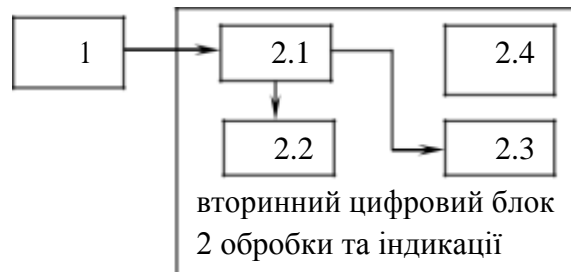 1
2.1
2.4
2.2
2.3
вторинний цифровий блок
2 обробки та індикації